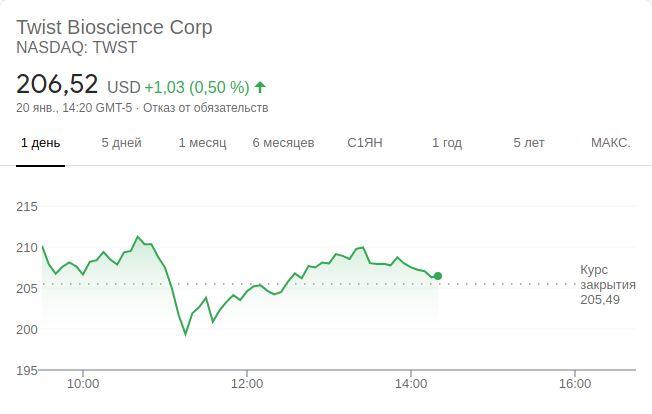 Twist Bioscience Corp
NASDAQ: TWST
206,52 USD +1,03 (0,50 %)
20 янв., 14:20 GMT-5 · Отказ от обязательств
1 день 5 дней 1 месяц 6 месяцев С1ЯН 1 год 5 лет МАКС.
215
210
Курс
205 закрытия
205,49
200
195
10:00 12:00 14:00 16:00